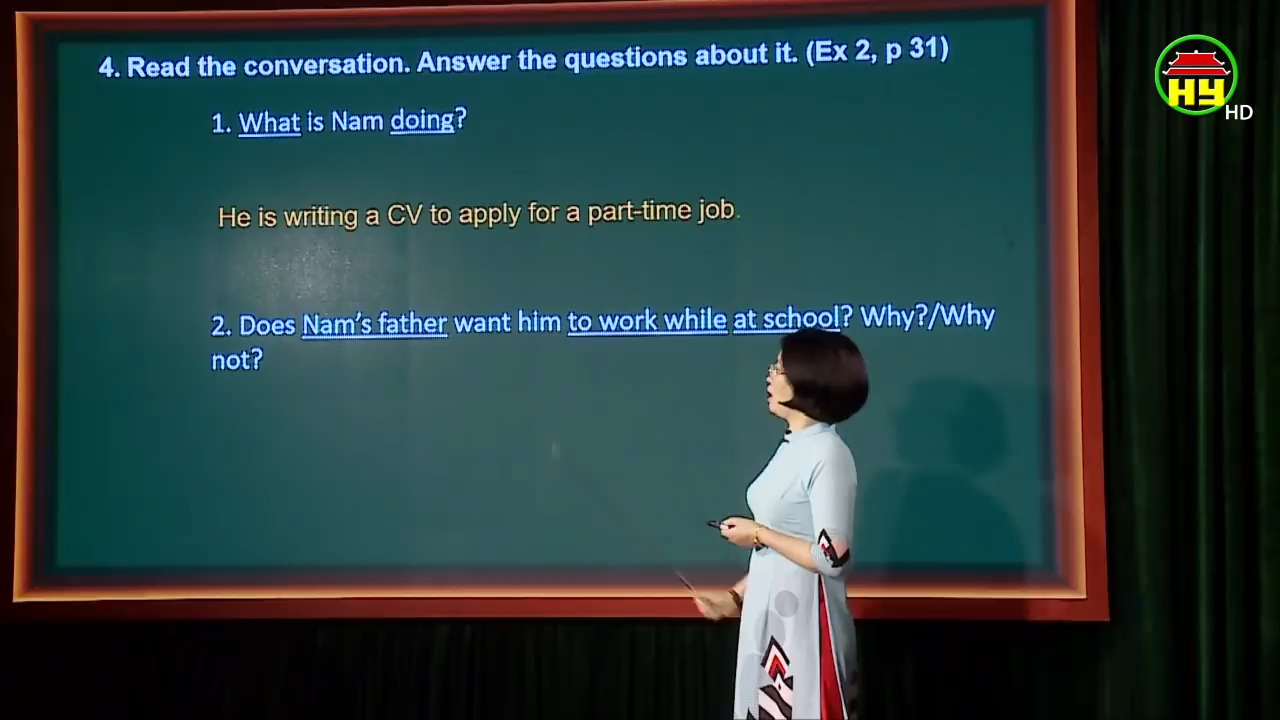 4. Read the conversation. Answer the questions about it. (Ex 2, p 31)
1. What is Nam doing?
He is writing a CV to apply for a part-time job.
2. Does Nam's father want him to work while at school? Why?/Why
not?
HY
HD